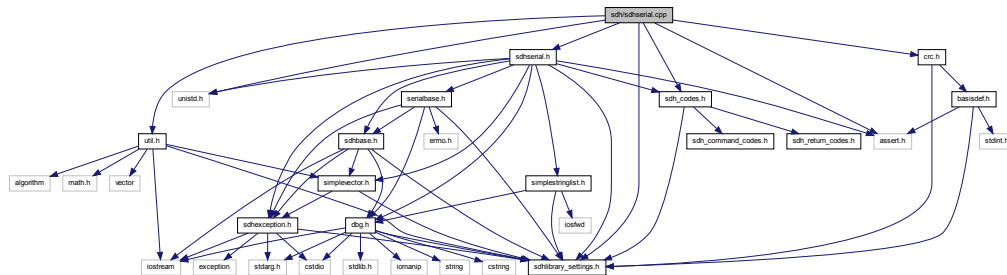 sdh/sdhserial.cpp
sdhserial.h
crc.h
unistd.h
serialbase.h
sdh_codes.h
basisdef.h
util.h
sdhbase.h
errno.h
sdh_command_codes.h
sdh_return_codes.h
assert.h
stdint.h
algorithm
math.h
vector
simplevector.h
simplestringlist.h
sdhexception.h
dbg.h
iosfwd
iostream
exception
stdarg.h
cstdio
stdlib.h
iomanip
string
cstring
sdhlibrary_settings.h